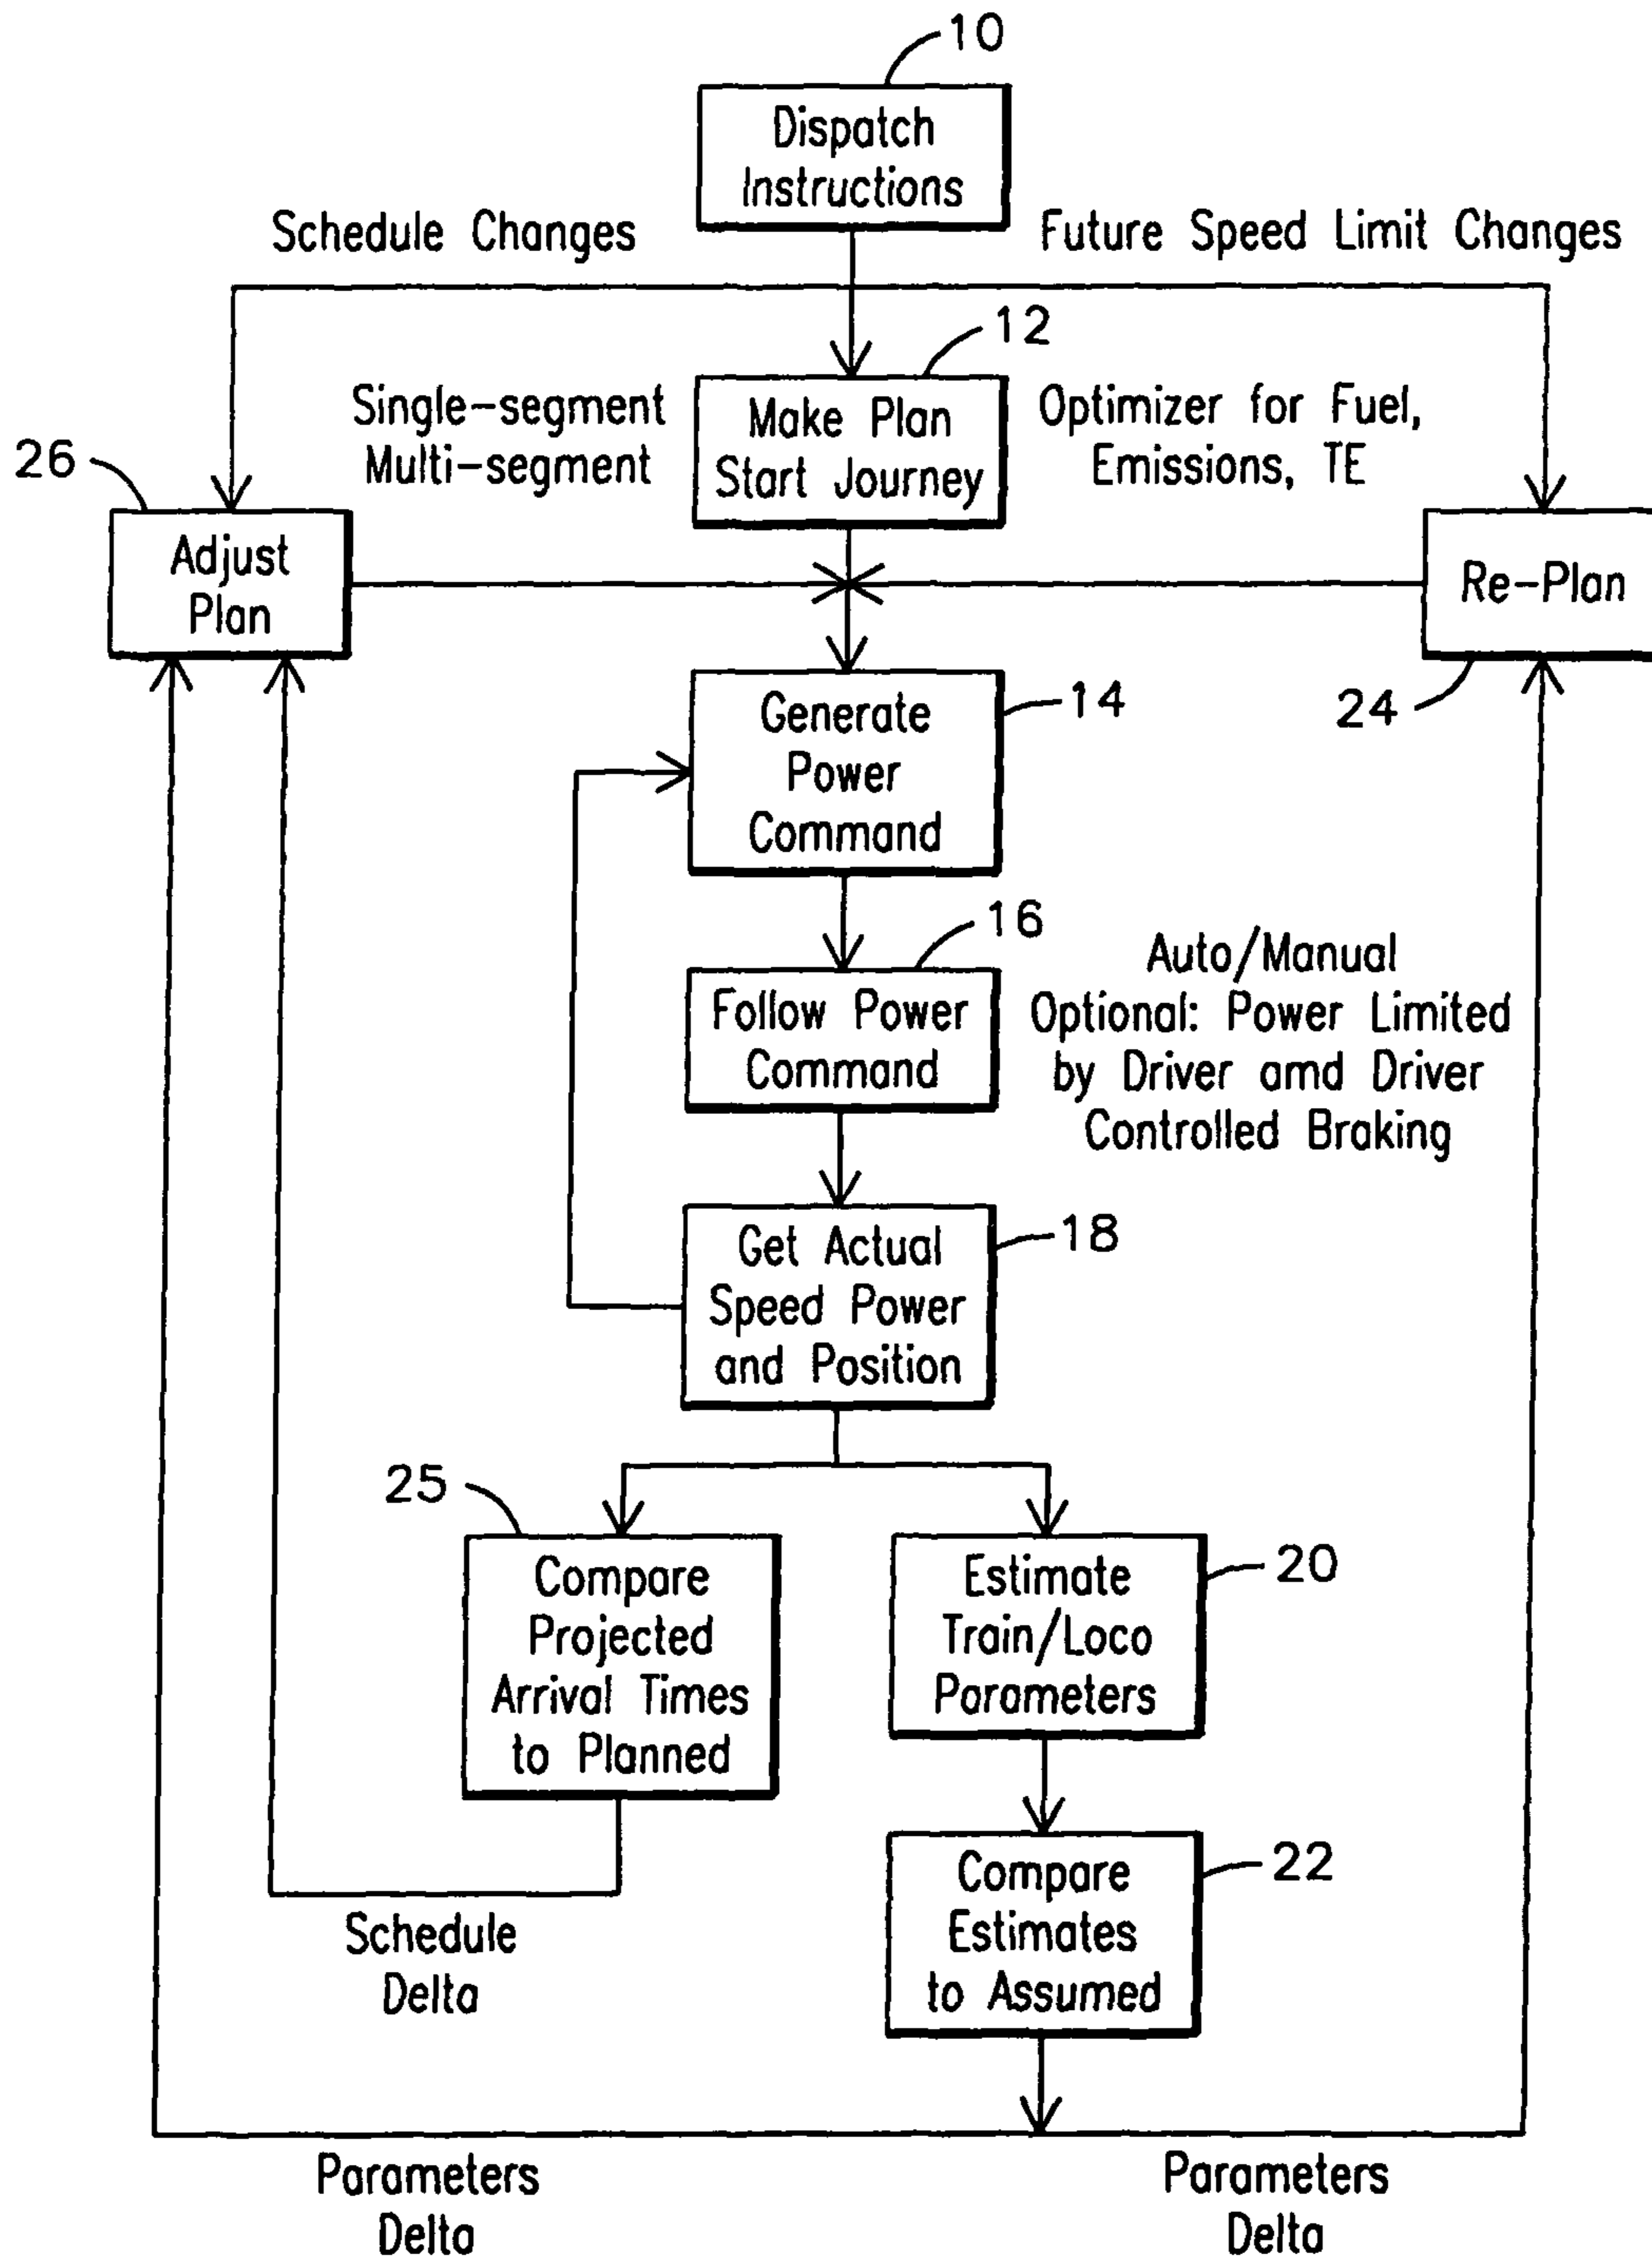 10
Dispatch
Instructions
Schedule Changes
Future Speed Limit Changes
12
Single-segment
Multi-segment
Make Plan
Start Journey
Optimizer for Fuel,
Emissions, TE
26
Adjust
Plan
Re-Plan
24
Generate
Power
Command
14
16
Follow Power
Command
Auto/Manual
Optional: Power Limited
by Driver amd Driver
Controlled Braking
Get Actual
Speed Power
and Position
18
25
Compare
Projected
Arrival Times
to Planned
Estimate
Train/Loco
Parameters
20
Compare
Estimates
to Assumed
22
Schedule
Delta
Parameters
Delta
Parameters
Delta